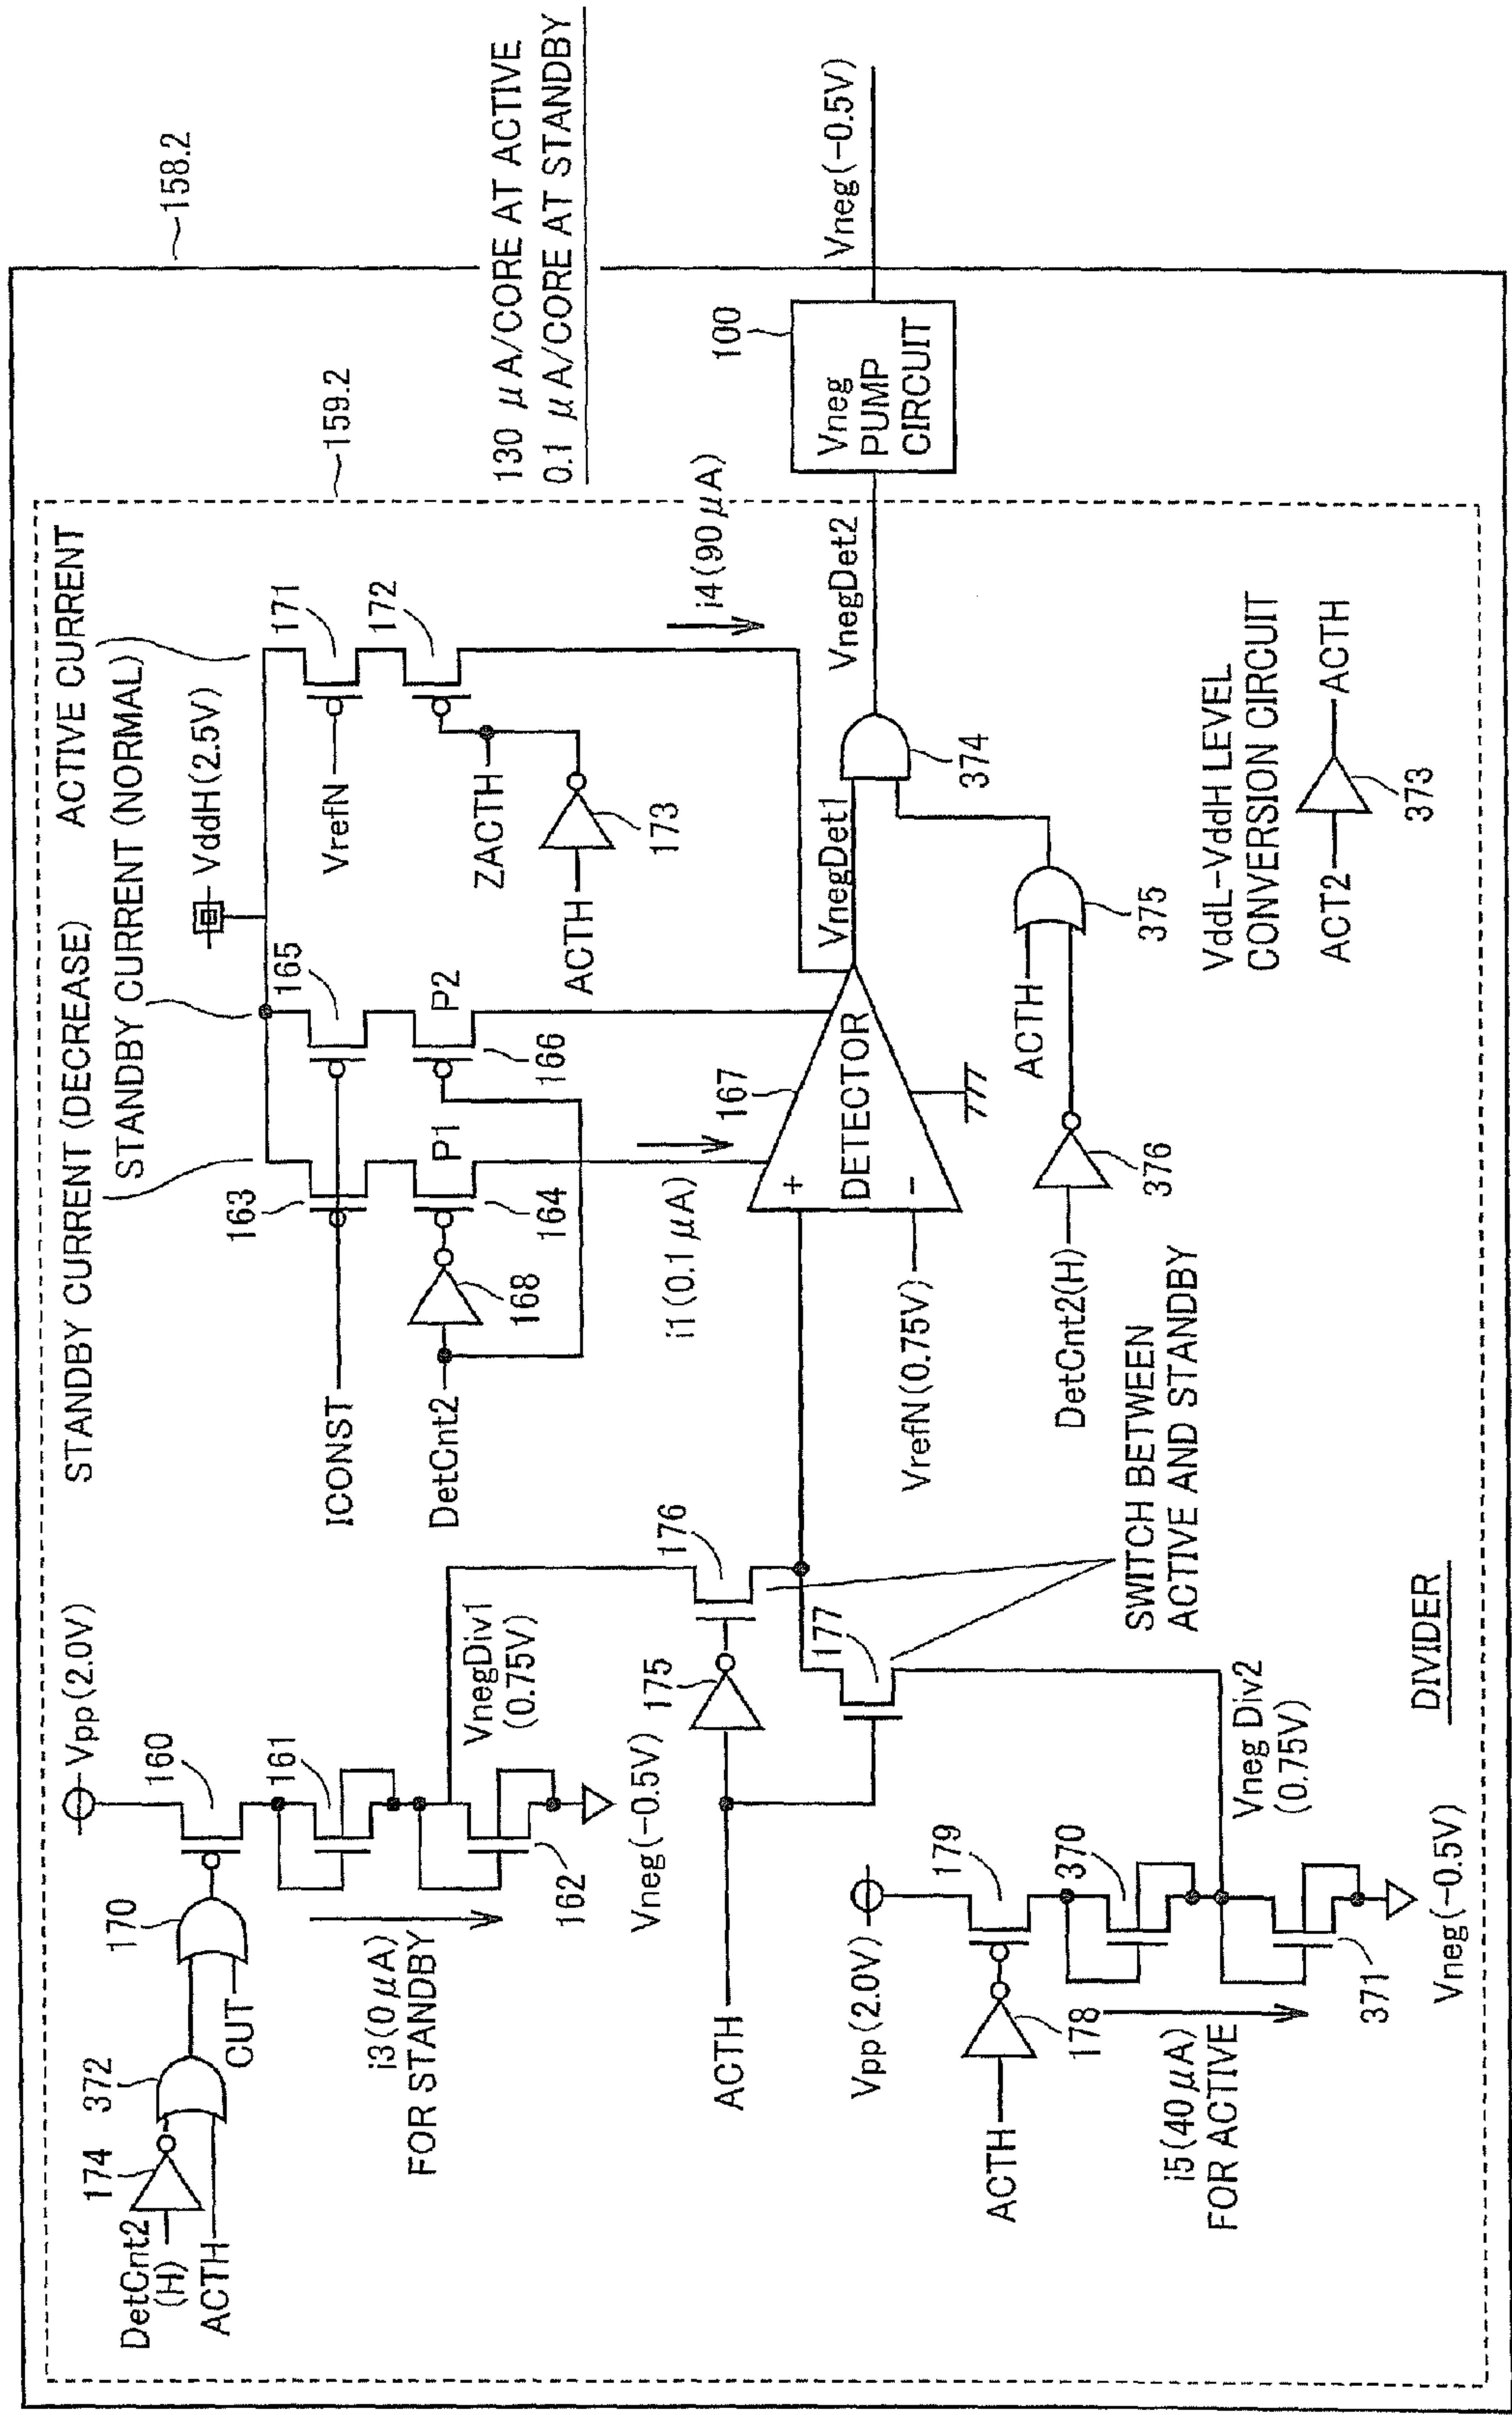 158.2
159.2
130 μA/CORE AT ACTIVE
0.1 μA/CORE AT STANDBY
STANDBY CURRENT (DECREASE)
ACTIVE CURRENT
STANDBY CURRENT (NORMAL)
VddH(2.5V)
Vpp(2.0V)
160
161
162
170
372
174
DetCnt2
(H)
ACTH
CUT
i3(0μA)
FOR STANDBY
VnegDiv1
(0.75V)
Vneg(-0.5V)
ICONST
DetCnt2
163
164
P1
168
165
166
P2
VrefN
171
172
ZACTH
ACTH
173
i1(0.1μA)
i4(90μA)
167
+
-
DETECTOR
VrefN(0.75V)
VnegDet1
VnegDet2
374
100
Vneg
PUMP
CIRCUIT
Vneg(-0.5V)
ACTH
175
176
177
SWITCH BETWEEN
ACTIVE AND STANDBY
DetCnt2(H)
376
ACTH
375
Vpp(2.0V)
ACTH
178
179
370
371
i5(40μA)
FOR ACTIVE
Vneg Div2
(0.75V)
Vneg(-0.5V)
DIVIDER
VddL-VddH LEVEL
CONVERSION CIRCUIT
ACT2
ACTH
373